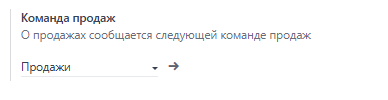 Команда продаж
О продажах сообщается следующей команде продаж
Продажи